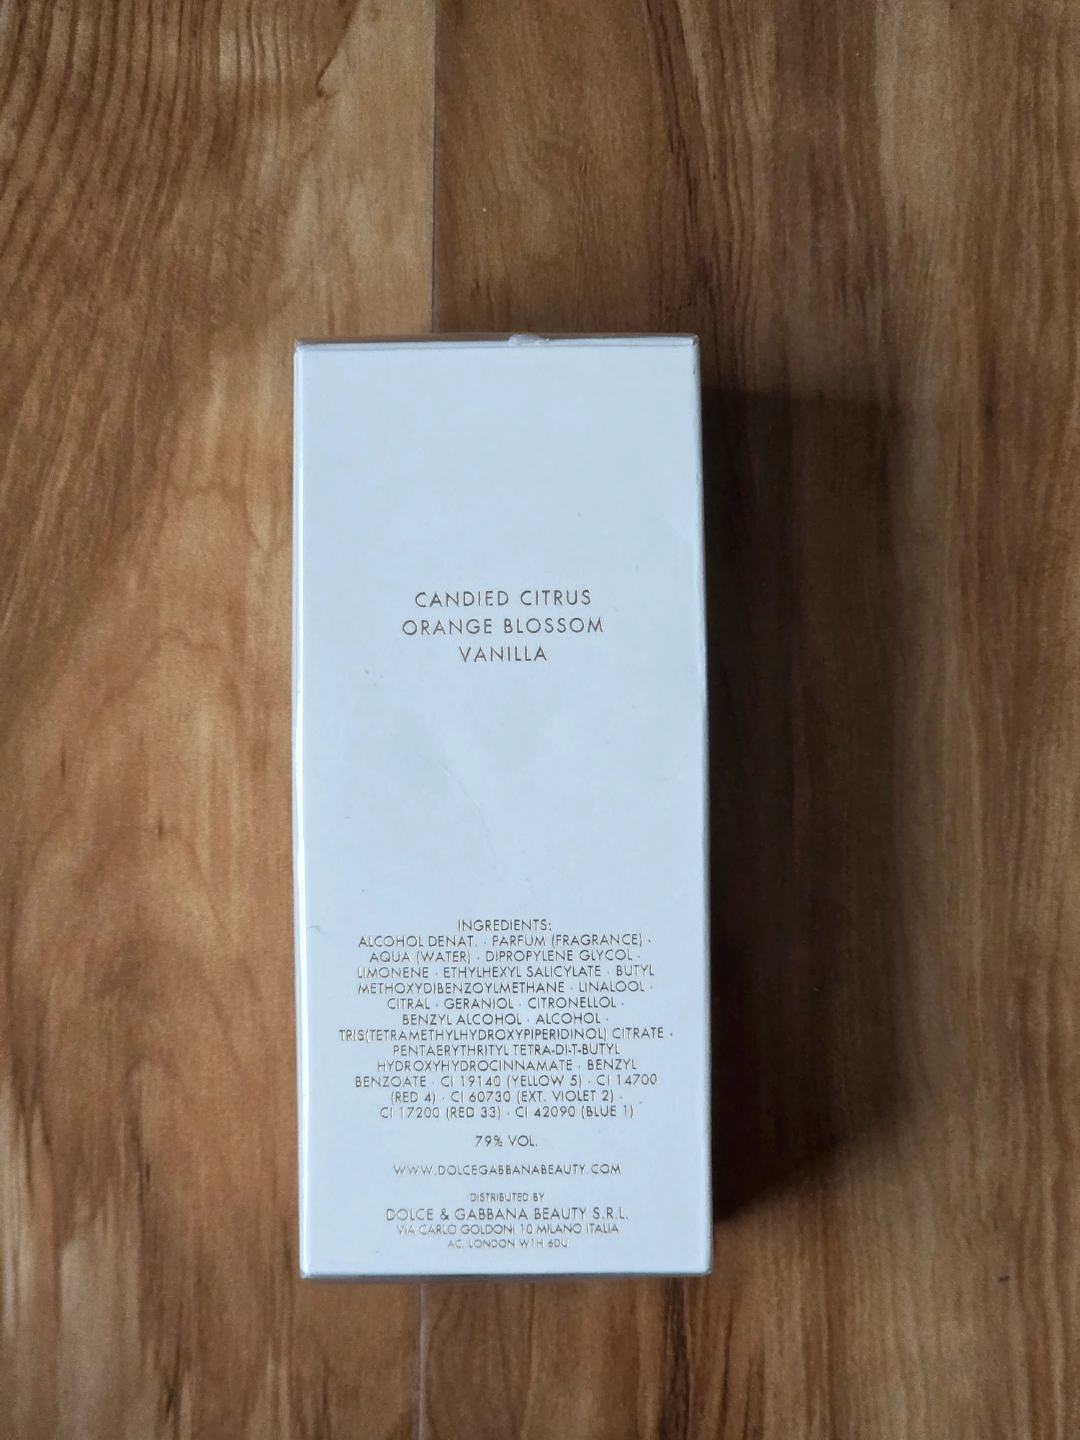 CANDIED CITRUS
ORANGE BLOSSOM
VANILLA
INGREDIENTS:
ALCOHOL DENAT. · PARFUM (FRAGRANCE) ·
AQUA (WATER) · DIPROPYLENE GLYCOL ·
LIMONENE · ETHYLHEXYL SALICYLATE · BUTYL
METHOXYDIBENZOYLMETHANE · LINALOOL ·
CITRAL · GERANIOL · CITRONELLOL ·
BENZYL ALCOHOL · ALCOHOL ·
TRIS(TETRAMETHYLHYDROXYPIPERIDINOL) CITRATE ·
PENTAERYTHRITYL TETRA-DI-T-BUTYL
HYDROXYHYDROCINNAMATE · BENZYL
BENZOATE · CI 19140 (YELLOW 5) · CI 14700
(RED 4) · CI 60730 (EXT. VIOLET 2) ·
CI 17200 (RED 33) · CI 42090 (BLUE 1)
79% VOL.
WWW.DOLCEGABBANABEAUTY.COM
DISTRIBUTED BY
DOLCE & GABBANA BEAUTY S.R.L.
VIA CARLO GOLDONI 10 MILANO ITALIA
AC. LONDON W1H 6DU